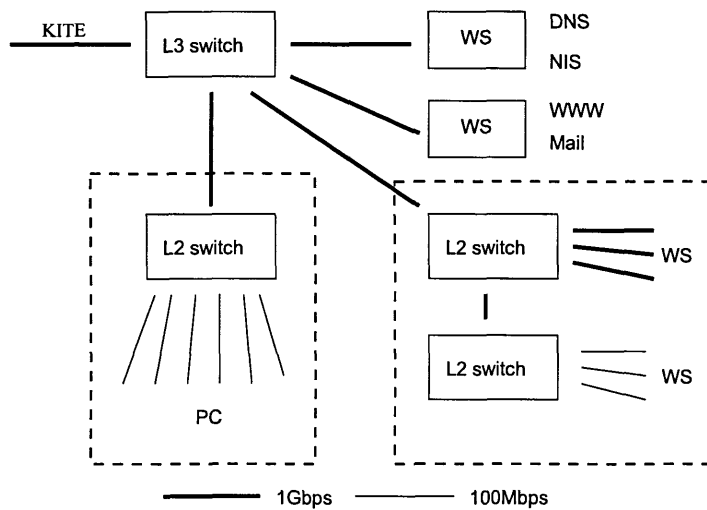 KITE
L3 switch
WS
DNS
NIS
WS
WWW
Mail
L2 switch
PC
L2 switch
WS
L2 switch
WS
1Gbps
100Mbps